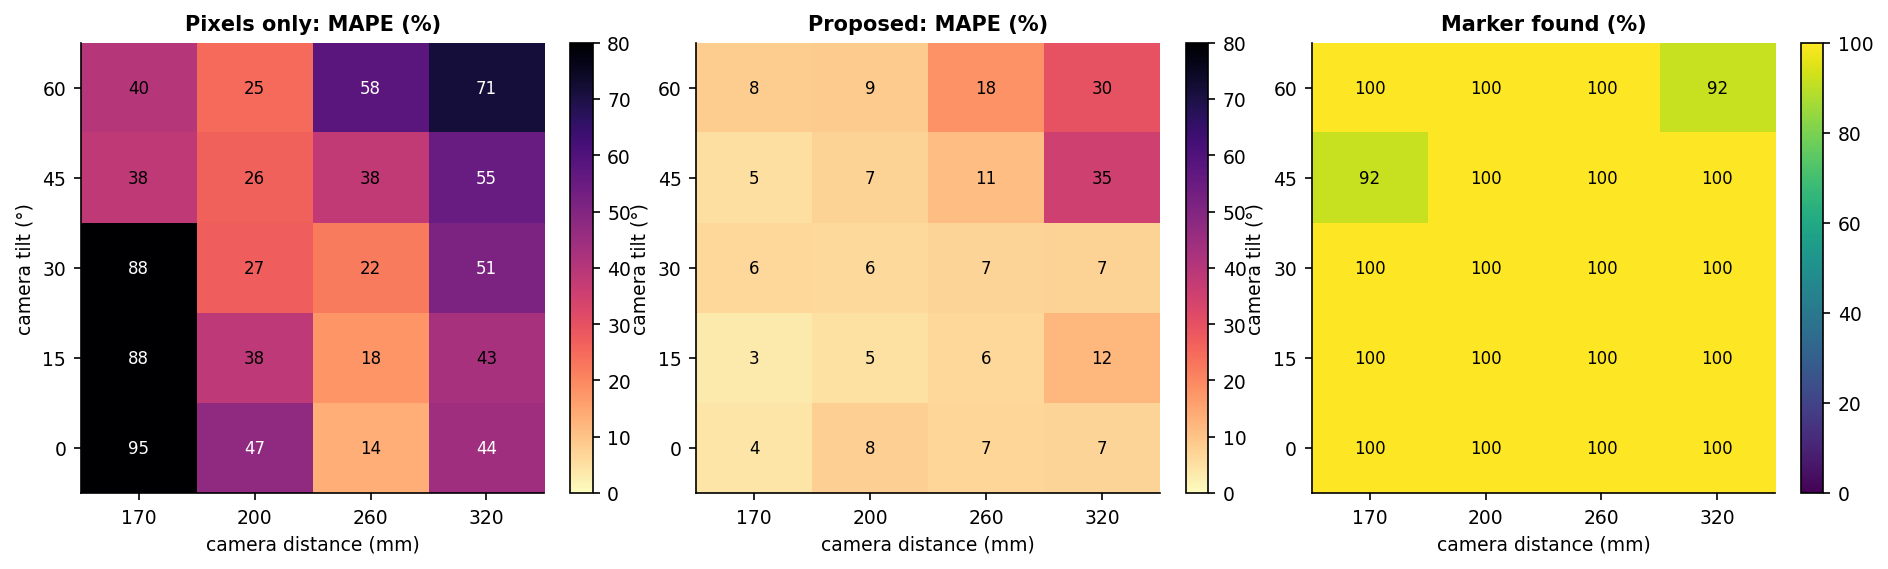 Pixels only: MAPE (%)
camera tilt (°)
60
45
30
15
0
40 25 58 71
38 26 38 55
88 27 22 51
88 38 18 43
95 47 14 44
170 200 260 320
camera distance (mm)
80
70
60
50
40
30
20
10
0
Proposed: MAPE (%)
camera tilt (°)
60
45
30
15
0
8 9 18 30
5 7 11 35
6 6 7 7
3 5 6 12
4 8 7 7
170 200 260 320
camera distance (mm)
80
70
60
50
40
30
20
10
0
Marker found (%)
camera tilt (°)
60
45
30
15
0
100 100 100 92
92 100 100 100
100 100 100 100
100 100 100 100
100 100 100 100
170 200 260 320
camera distance (mm)
100
80
60
40
20
0